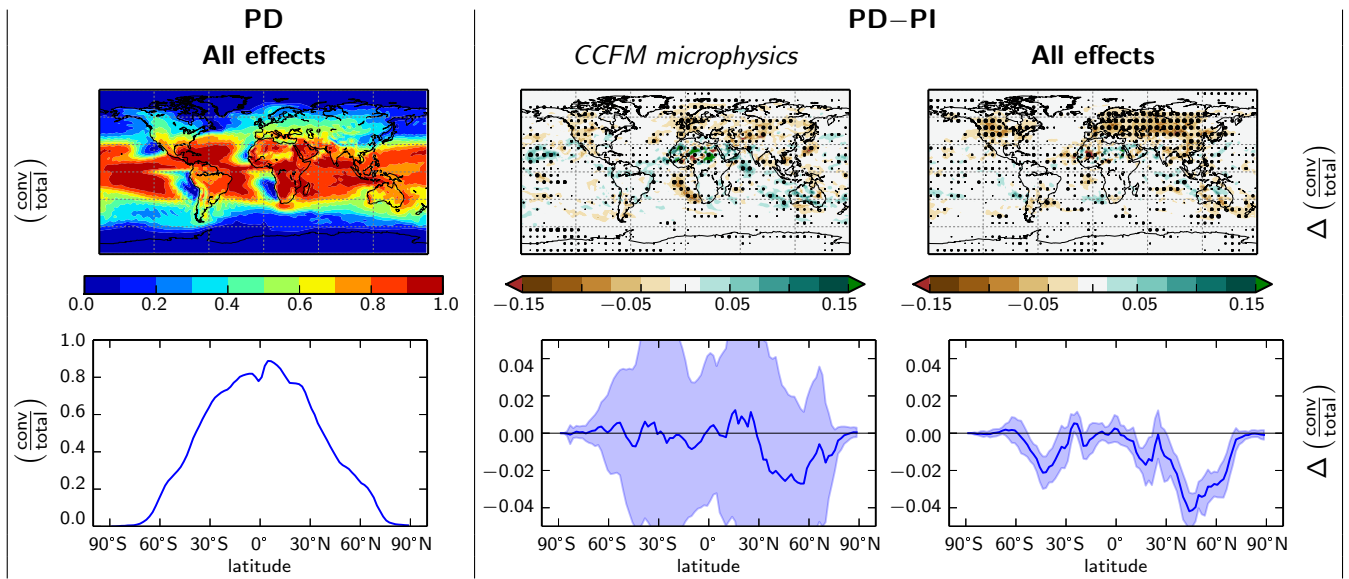 PD
PD−PI
All effects
CCFM microphysics
All effects
(conv/total)
Δ (conv/total)
0.0 0.2 0.4 0.6 0.8 1.0
−0.15 −0.05 0.05 0.15
−0.15 −0.05 0.05 0.15
(conv/total)
1.0
0.8
0.6
0.4
0.2
0.0
90°S 60°S 30°S 0° 30°N 60°N 90°N
latitude
0.04
0.02
0.00
−0.02
−0.04
90°S 60°S 30°S 0° 30°N 60°N 90°N
latitude
0.04
0.02
0.00
−0.02
−0.04
90°S 60°S 30°S 0° 30°N 60°N 90°N
latitude
Δ (conv/total)